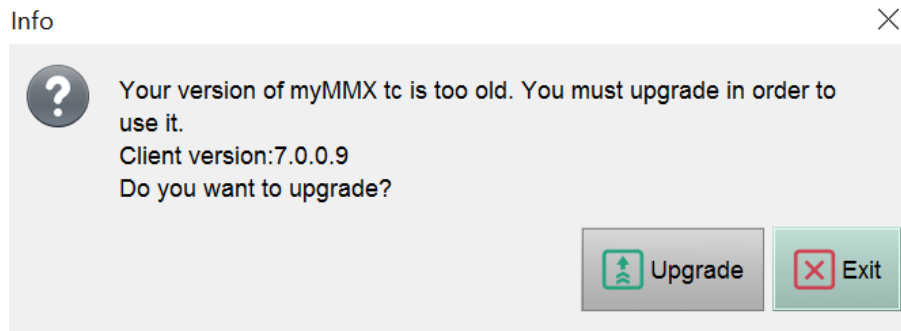 Info
Your version of myMMX tc is too old. You must upgrade in order to
use it.
Client version:7.0.0.9
Do you want to upgrade?
Upgrade
Exit